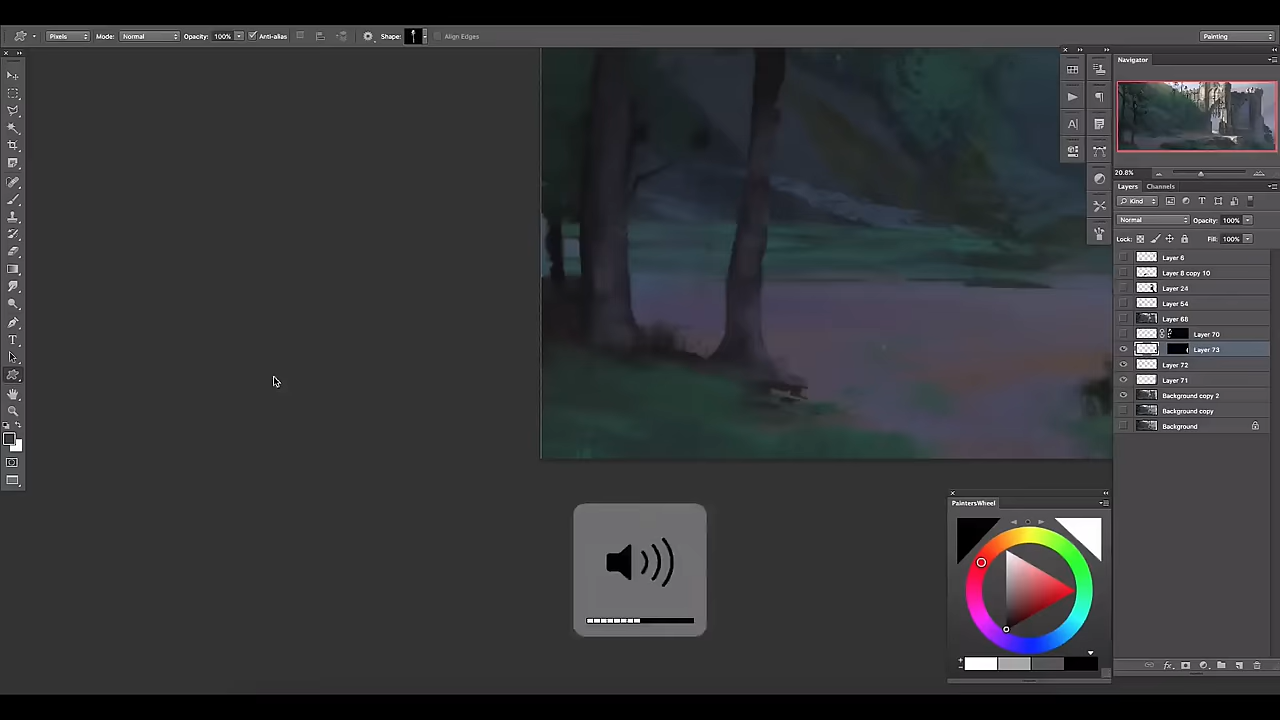 Pixels Mode: Normal Opacity: 100% Anti-alias Shape: Align Edges Painting
Navigator
20.8%
Layers Channels
Kind
Normal Opacity: 100%
Lock: Fill: 100%
Layer 6
Layer 8 copy 10
Layer 24
Layer 54
Layer 68
Layer 70
Layer 73
Layer 72
Layer 71
Background copy 2
Background copy
Background
PaintersWheel